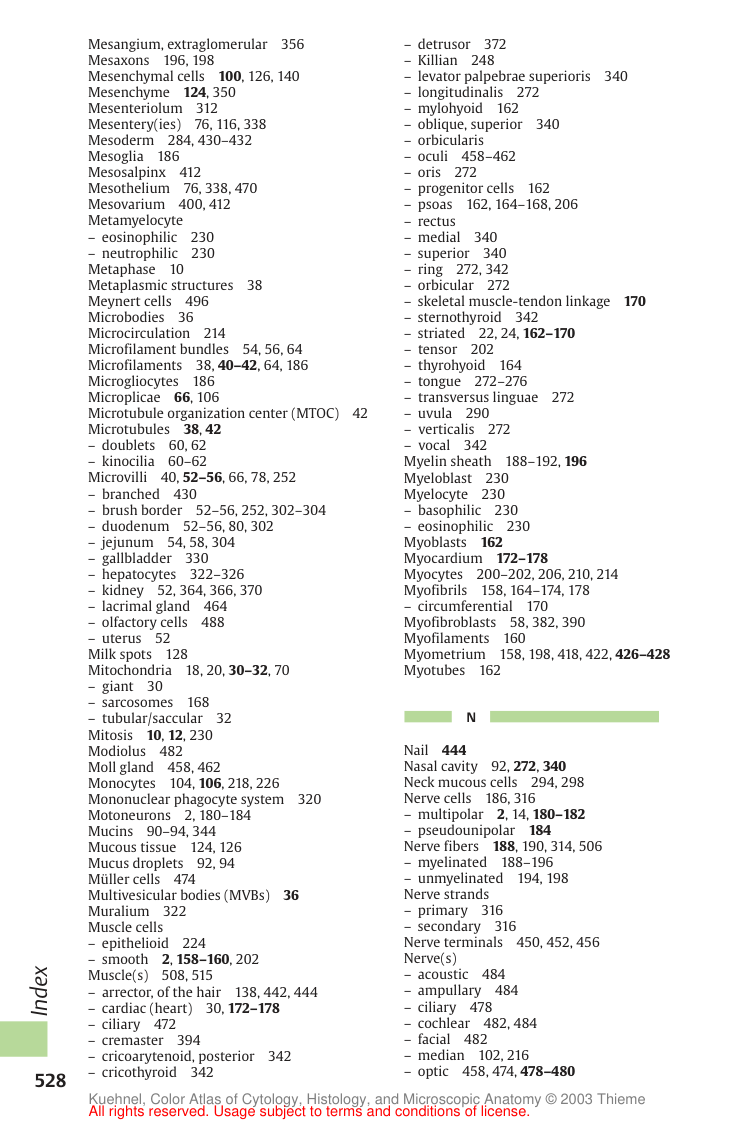 Mesangium, extraglomerular 356
Mesaxons 196, 198
Mesenchymal cells 100, 126, 140
Mesenchyme 124, 350
Mesenteriolum 312
Mesentery(ies) 76, 116, 338
Mesoderm 284, 430–432
Mesoglia 186
Mesosalpinx 412
Mesothelium 76, 338, 470
Mesovarium 400, 412
Metamyelocyte
– eosinophilic 230
– neutrophilic 230
Metaphase 10
Metaplasmic structures 38
Meynert cells 496
Microbodies 36
Microcirculation 214
Microfilament bundles 54, 56, 64
Microfilaments 38, 40–42, 64, 186
Microgliocytes 186
Microplicae 66, 106
Microtubule organization center (MTOC) 42
Microtubules 38, 42
– doublets 60, 62
– kinocilia 60–62
Microvilli 40, 52–56, 66, 78, 252
– branched 430
– brush border 52–56, 252, 302–304
– duodenum 52–56, 80, 302
– jejunum 54, 58, 304
– gallbladder 330
– hepatocytes 322–326
– kidney 52, 364, 366, 370
– lacrimal gland 464
– olfactory cells 488
– uterus 52
Milk spots 128
Mitochondria 18, 20, 30–32, 70
– giant 30
– sarcosomes 168
– tubular/saccular 32
Mitosis 10, 12, 230
Modiolus 482
Moll gland 458, 462
Monocytes 104, 106, 218, 226
Mononuclear phagocyte system 320
Motoneurons 2, 180–184
Mucins 90–94, 344
Mucous tissue 124, 126
Mucus droplets 92, 94
Müller cells 474
Multivesicular bodies (MVBs) 36
Muralium 322
Muscle cells
– epithelioid 224
– smooth 2, 158–160, 202
Muscle(s) 508, 515
– arrector, of the hair 138, 442, 444
– cardiac (heart) 30, 172–178
– ciliary 472
– cremaster 394
– cricoarytenoid, posterior 342
– cricothyroid 342
– detrusor 372
– Killian 248
– levator palpebrae superioris 340
– longitudinalis 272
– mylohyoid 162
– oblique, superior 340
– orbicularis
– oculi 458–462
– oris 272
– progenitor cells 162
– psoas 162, 164–168, 206
– rectus
– medial 340
– superior 340
– ring 272, 342
– orbicular 272
– skeletal muscle-tendon linkage 170
– sternothyroid 342
– striated 22, 24, 162–170
– tensor 202
– thyrohyoid 164
– tongue 272–276
– transversus linguae 272
– uvula 290
– verticalis 272
– vocal 342
Myelin sheath 188–192, 196
Myeloblast 230
Myelocyte 230
– basophilic 230
– eosinophilic 230
Myoblasts 162
Myocardium 172–178
Myocytes 200–202, 206, 210, 214
Myofibrils 158, 164–174, 178
– circumferential 170
Myofibroblasts 58, 382, 390
Myofilaments 160
Myometrium 158, 198, 418, 422, 426–428
Myotubes 162
N
Nail 444
Nasal cavity 92, 272, 340
Neck mucous cells 294, 298
Nerve cells 186, 316
– multipolar 2, 14, 180–182
– pseudounipolar 184
Nerve fibers 188, 190, 314, 506
– myelinated 188–196
– unmyelinated 194, 198
Nerve strands
– primary 316
– secondary 316
Nerve terminals 450, 452, 456
Nerve(s)
– acoustic 484
– ampullary 484
– ciliary 478
– cochlear 482, 484
– facial 482
– median 102, 216
– optic 458, 474, 478–480
Index
528
Kuehnel, Color Atlas of Cytology, Histology, and Microscopic Anatomy © 2003 Thieme
All rights reserved. Usage subject to terms and conditions of license.